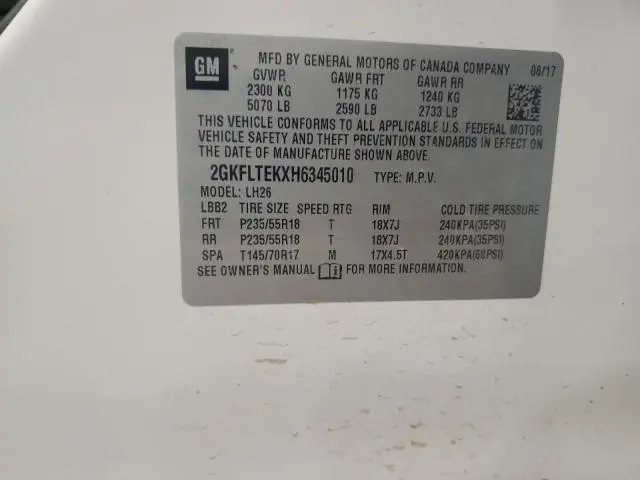 GM
MFD BY GENERAL MOTORS OF CANADA COMPANY 06/17
GVWR GAWR FRT GAWR RR
2300 KG 1175 KG 1240 KG
5070 LB 2590 LB 2733 LB
THIS VEHICLE CONFORMS TO ALL APPLICABLE U.S. FEDERAL MOTOR
VEHICLE SAFETY AND THEFT PREVENTION STANDARDS IN EFFECT ON
THE DATE OF MANUFACTURE SHOWN ABOVE.
2GKFLTEKXH6345010 TYPE: M.P.V.
MODEL: LH26
LBB2 TIRE SIZE SPEED RTG RIM COLD TIRE PRESSURE
FRT P235/55R18 T 18X7J 240KPA(35PSI)
RR P235/55R18 T 18X7J 240KPA(35PSI)
SPA T145/70R17 M 17X4.5T 420KPA(60PSI)
SEE OWNER'S MANUAL FOR MORE INFORMATION.